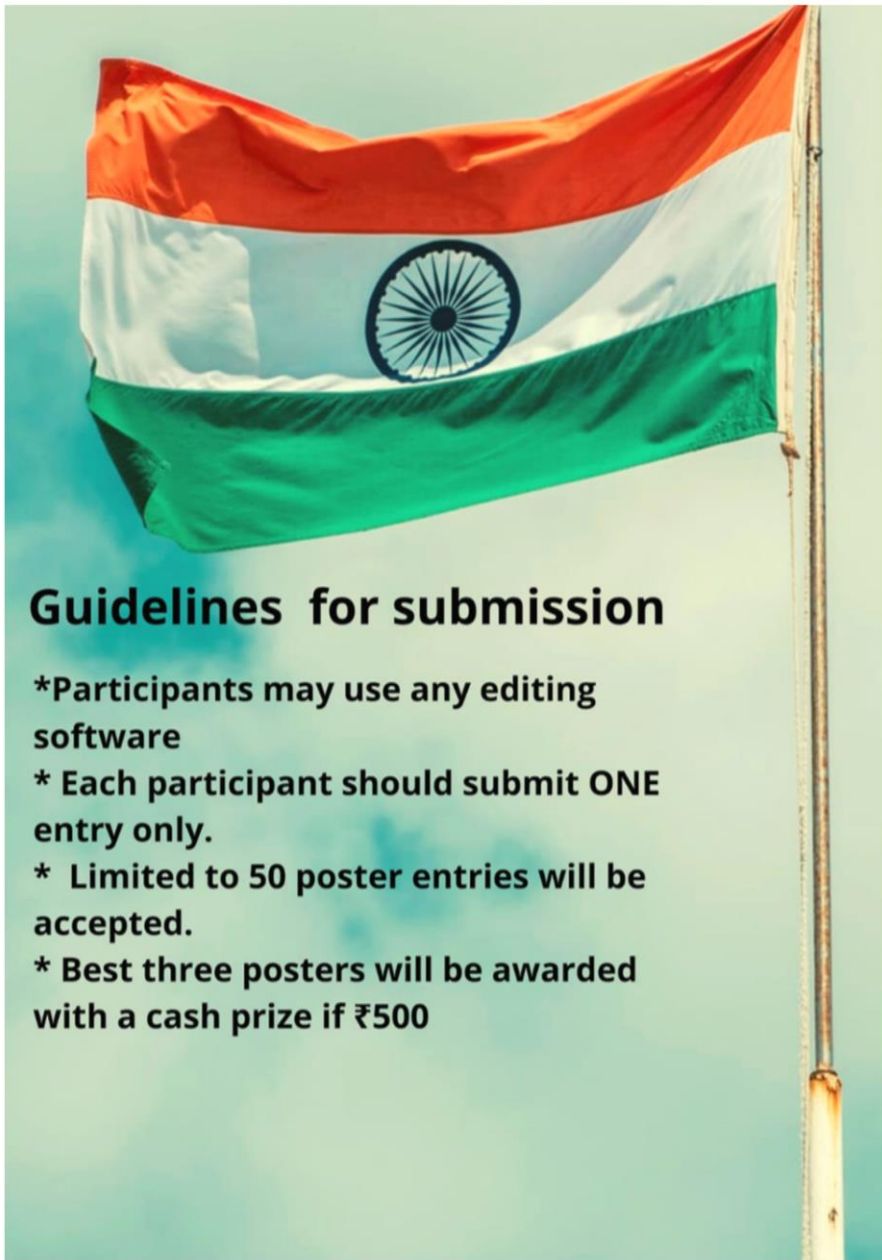 Guidelines  for submission
*Participants may use any editing
software
* Each participant should submit ONE
entry only.
*  Limited to 50 poster entries will be
accepted.
* Best three posters will be awarded
with a cash prize if ₹500